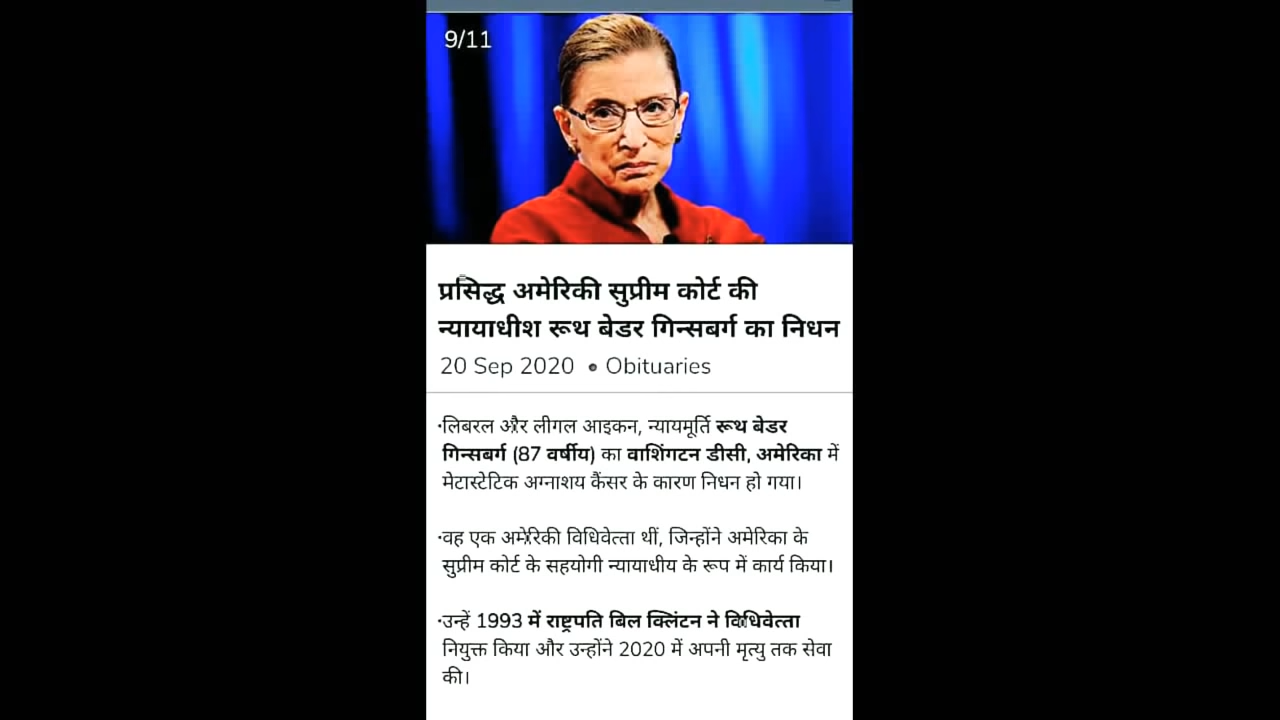 9/11
प्रसिद्ध अमेरिकी सुप्रीम कोर्ट की
न्यायाधीश रूथ बेडर गिन्सबर्ग का निधन
20 Sep 2020 • Obituaries
·लिबरल और लीगल आइकन, न्यायमूर्ति रूथ बेडर
गिन्सबर्ग (87 वर्षीय) का वाशिंगटन डीसी, अमेरिका में
मेटास्टेटिक अग्नाशय कैंसर के कारण निधन हो गया।
·वह एक अमेरिकी विधिवेत्ता थीं, जिन्होंने अमेरिका के
सुप्रीम कोर्ट के सहयोगी न्यायाधीय के रूप में कार्य किया।
·उन्हें 1993 में राष्ट्रपति बिल क्लिंटन ने विधिवेत्ता
नियुक्त किया और उन्होंने 2020 में अपनी मृत्यु तक सेवा
की।